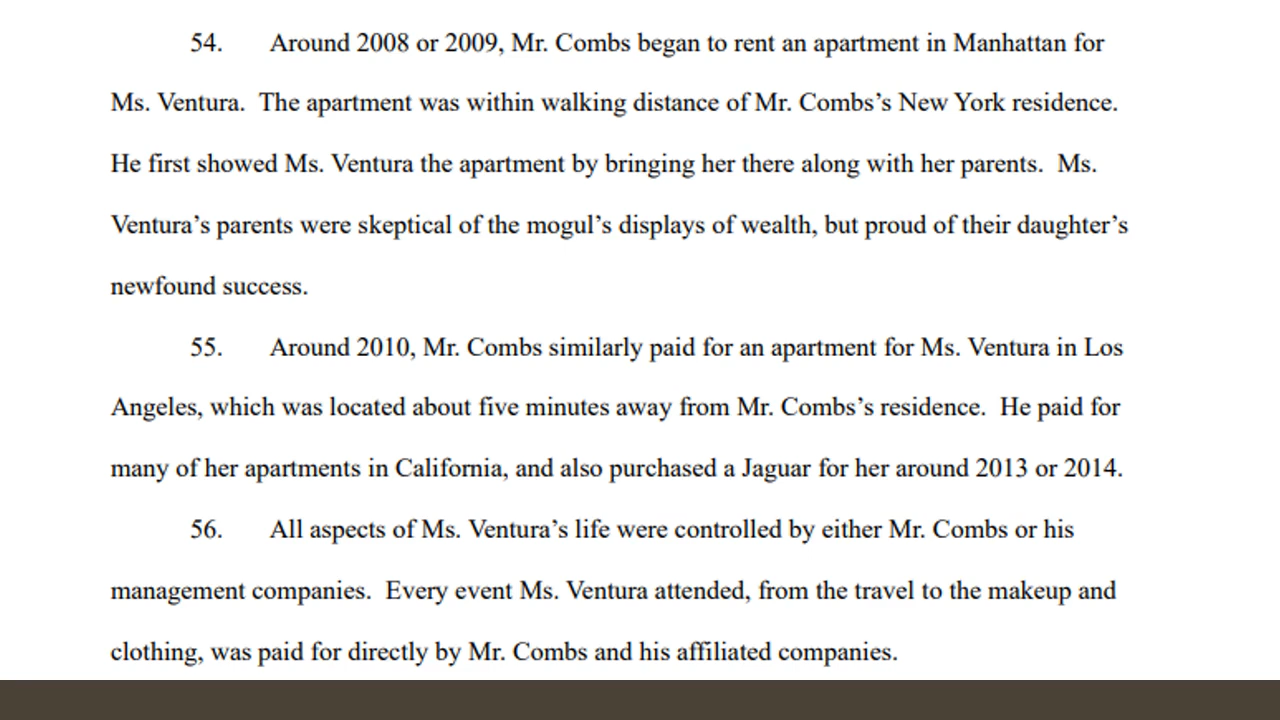 54. Around 2008 or 2009, Mr. Combs began to rent an apartment in Manhattan for
Ms. Ventura. The apartment was within walking distance of Mr. Combs’s New York residence.
He first showed Ms. Ventura the apartment by bringing her there along with her parents. Ms.
Ventura’s parents were skeptical of the mogul’s displays of wealth, but proud of their daughter’s
newfound success.
55. Around 2010, Mr. Combs similarly paid for an apartment for Ms. Ventura in Los
Angeles, which was located about five minutes away from Mr. Combs’s residence. He paid for
many of her apartments in California, and also purchased a Jaguar for her around 2013 or 2014.
56. All aspects of Ms. Ventura’s life were controlled by either Mr. Combs or his
management companies. Every event Ms. Ventura attended, from the travel to the makeup and
clothing, was paid for directly by Mr. Combs and his affiliated companies.